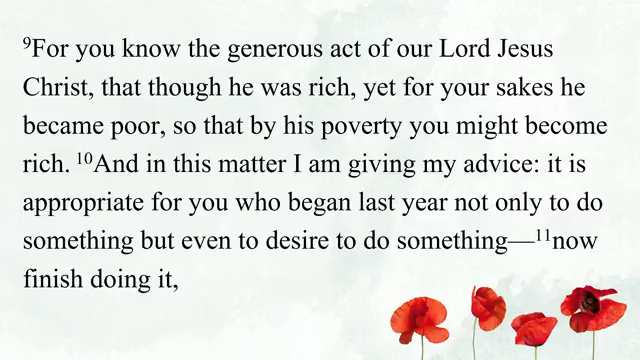 ⁹For you know the generous act of our Lord Jesus
Christ, that though he was rich, yet for your sakes he
became poor, so that by his poverty you might become
rich. ¹⁰And in this matter I am giving my advice: it is
appropriate for you who began last year not only to do
something but even to desire to do something—¹¹now
finish doing it,